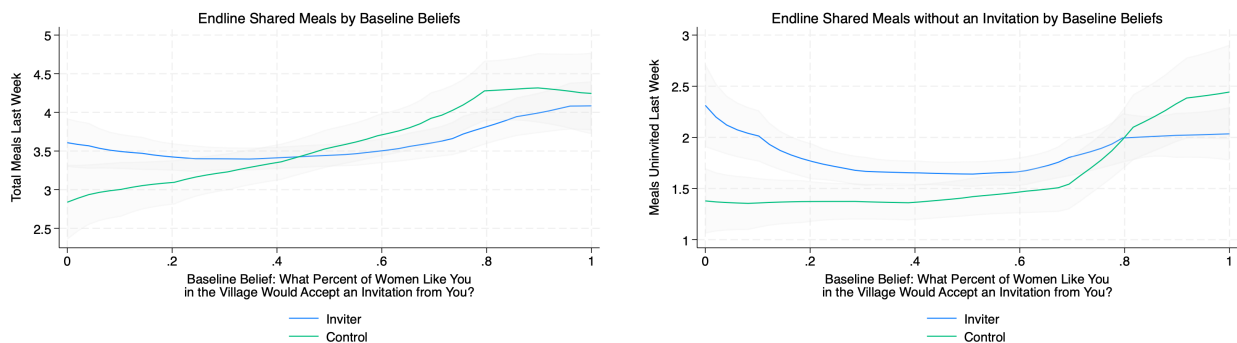 Endline Shared Meals by Baseline Beliefs
Total Meals Last Week
5
4.5
4
3.5
3
2.5
0 .2 .4 .6 .8 1
Baseline Belief: What Percent of Women Like You
in the Village Would Accept an Invitation from You?
Inviter
Control
Endline Shared Meals without an Invitation by Baseline Beliefs
Meals Uninvited Last Week
3
2.5
2
1.5
1
0 .2 .4 .6 .8 1
Baseline Belief: What Percent of Women Like You
in the Village Would Accept an Invitation from You?
Inviter
Control